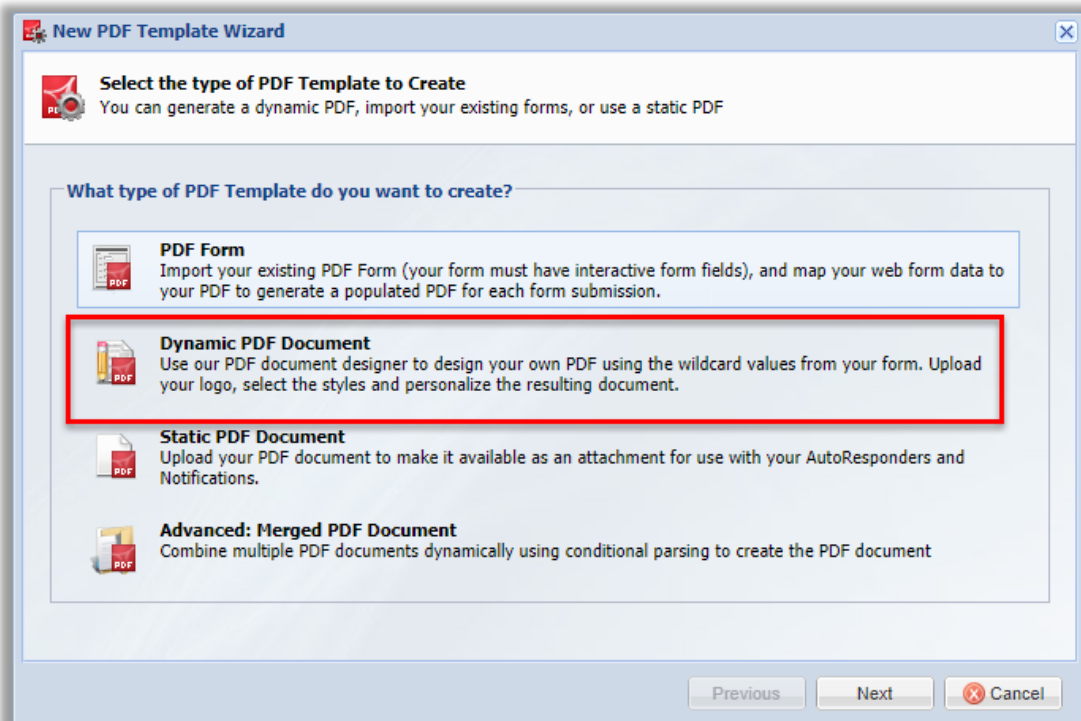 New PDF Template Wizard
Select the type of PDF Template to Create
You can generate a dynamic PDF, import your existing forms, or use a static PDF
What type of PDF Template do you want to create?
PDF Form
Import your existing PDF Form (your form must have interactive form fields), and map your web form data to
your PDF to generate a populated PDF for each form submission.
Dynamic PDF Document
Use our PDF document designer to design your own PDF using the wildcard values from your form. Upload
your logo, select the styles and personalize the resulting document.
Static PDF Document
Upload your PDF document to make it available as an attachment for use with your AutoResponders and
Notifications.
Advanced: Merged PDF Document
Combine multiple PDF documents dynamically using conditional parsing to create the PDF document
Previous Next Cancel